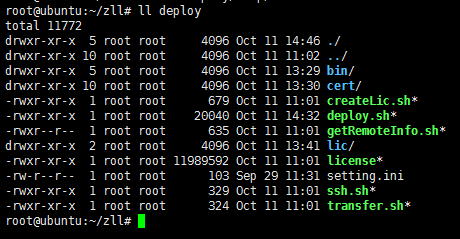 root@ubuntu:~/zll# ll deploy
total 11772
drwxr-xr-x  5 root root     4096 Oct 11 14:46 ./
drwxr-xr-x 10 root root     4096 Oct 11 11:02 ../
drwxr-xr-x  5 root root     4096 Oct 11 13:29 bin/
drwxr-xr-x 10 root root     4096 Oct 11 13:30 cert/
-rwxr-xr-x  1 root root      679 Oct 11 11:01 createLic.sh*
-rwxr-xr-x  1 root root    20040 Oct 11 14:32 deploy.sh*
-rwxr--r--  1 root root      635 Oct 11 11:01 getRemoteInfo.sh*
drwxr-xr-x  2 root root     4096 Oct 11 13:41 lic/
-rwxr-xr-x  1 root root 11989592 Oct 11 11:01 license*
-rw-r--r--  1 root root      103 Sep 29 11:31 setting.ini
-rwxr-xr-x  1 root root      329 Oct 11 11:01 ssh.sh*
-rwxr-xr-x  1 root root      324 Oct 11 11:01 transfer.sh*
root@ubuntu:~/zll#